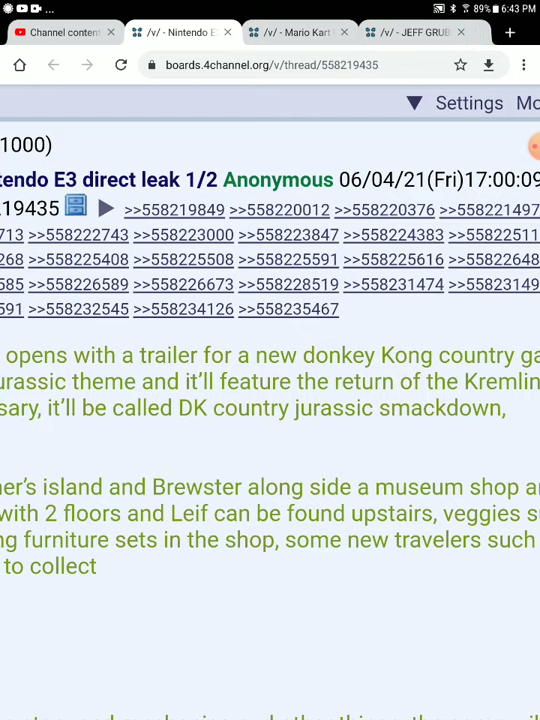 ... 89% 6:43 PM
Channel content × /v/ - Nintendo E × /v/ - Mario Kart × /v/ - JEFF GRUB × +
boards.4channel.org/v/thread/558219435
▼ Settings Mo
1000)
tendo E3 direct leak 1/2 Anonymous 06/04/21(Fri)17:00:09
19435 ▶ >>558219849 >>558220012 >>558220376 >>558221497
713 >>558222743 >>558223000 >>558223847 >>558224383 >>55822511
268 >>558225408 >>558225508 >>558225591 >>558225616 >>55822648
585 >>558226589 >>558226673 >>558228519 >>558231474 >>55823149
591 >>558232545 >>558234126 >>558235467
opens with a trailer for a new donkey Kong country ga
urassic theme and it'll feature the return of the Kremlin
sary, it'll be called DK country jurassic smackdown,
ner's island and Brewster along side a museum shop a
with 2 floors and Leif can be found upstairs, veggies s
ng furniture sets in the shop, some new travelers such
to collect